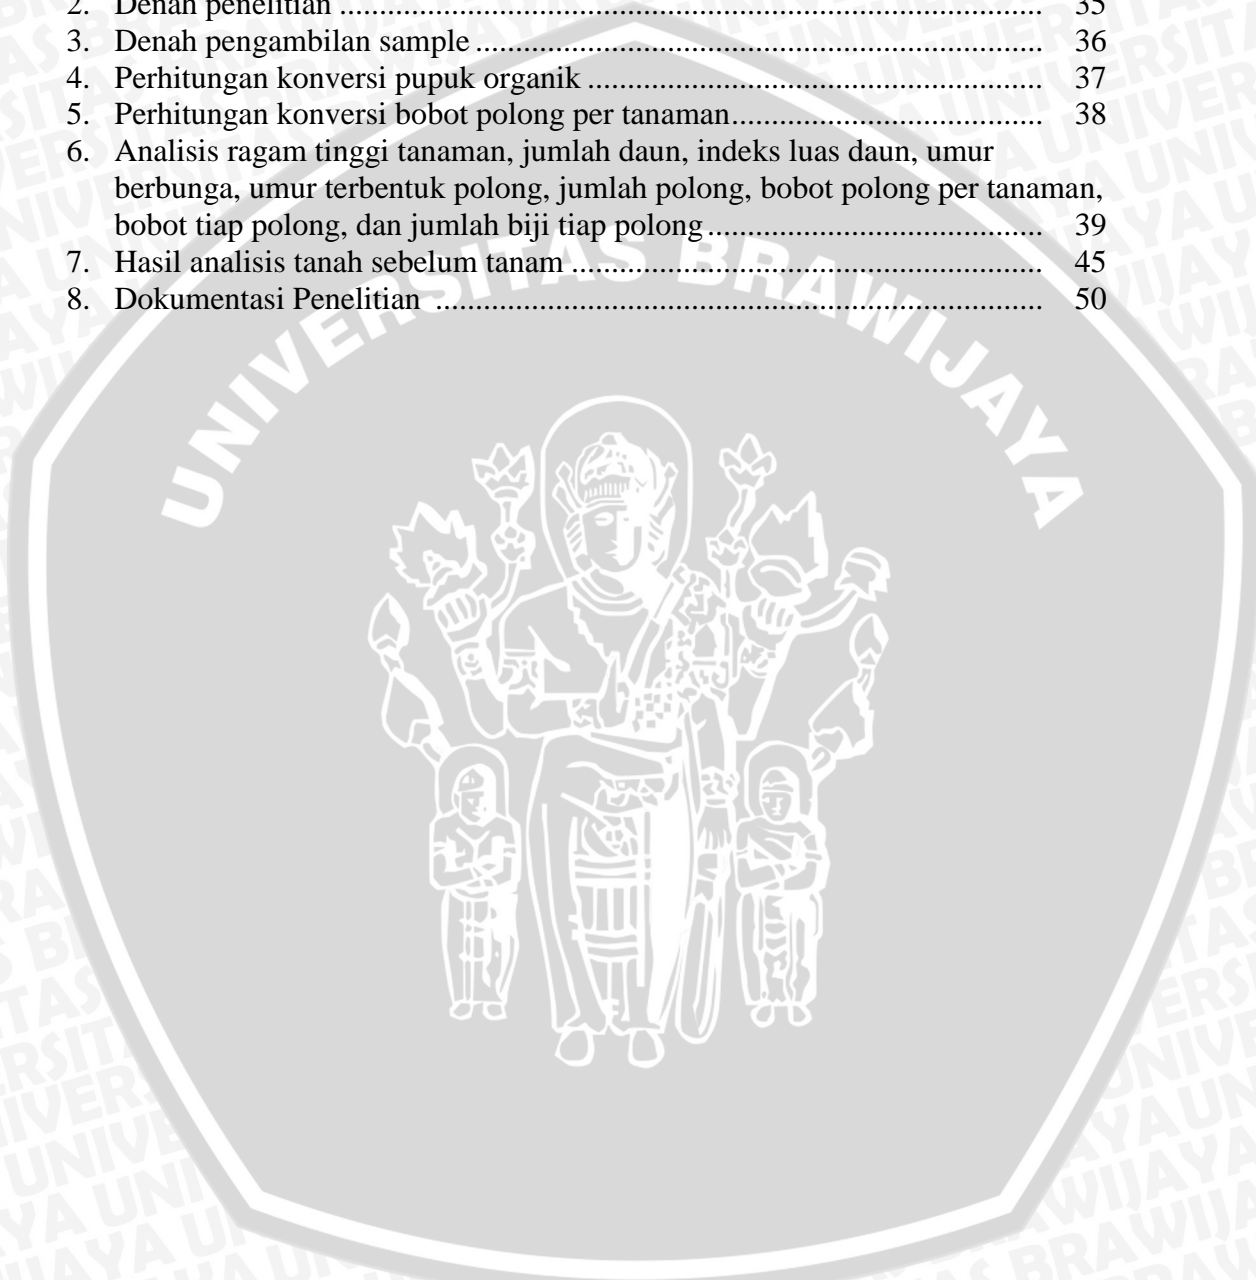 2. Denah penelitian ........................................................................................ 35
3. Denah pengambilan sample ....................................................................... 36
4. Perhitungan konversi pupuk organik ......................................................... 37
5. Perhitungan konversi bobot polong per tanaman....................................... 38
6. Analisis ragam tinggi tanaman, jumlah daun, indeks luas daun, umur
berbunga, umur terbentuk polong, jumlah polong, bobot polong per tanaman,
bobot tiap polong, dan jumlah biji tiap polong.......................................... 39
7. Hasil analisis tanah sebelum tanam ........................................................... 45
8. Dokumentasi Penelitian ............................................................................ 50
UNIVERSITAS BRAWIJAYA